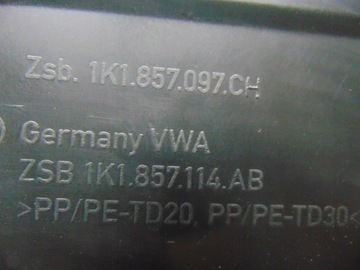 Zsb. 1K1.857.097.CH
Germany VWA
ZSB 1K1.857.114.AB
>PP/PE-TD20, PP/PE-TD30<